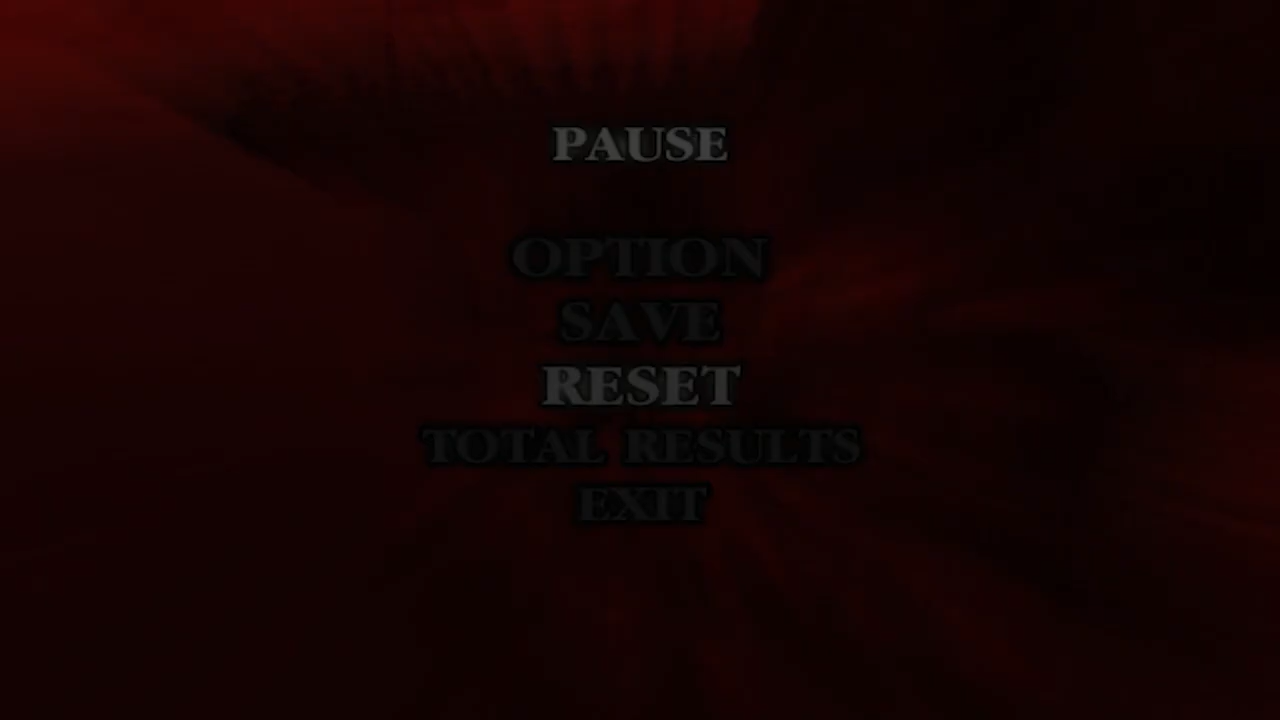 PAUSE
OPTION
SAVE
RESET
TOTAL RESULTS
EXIT